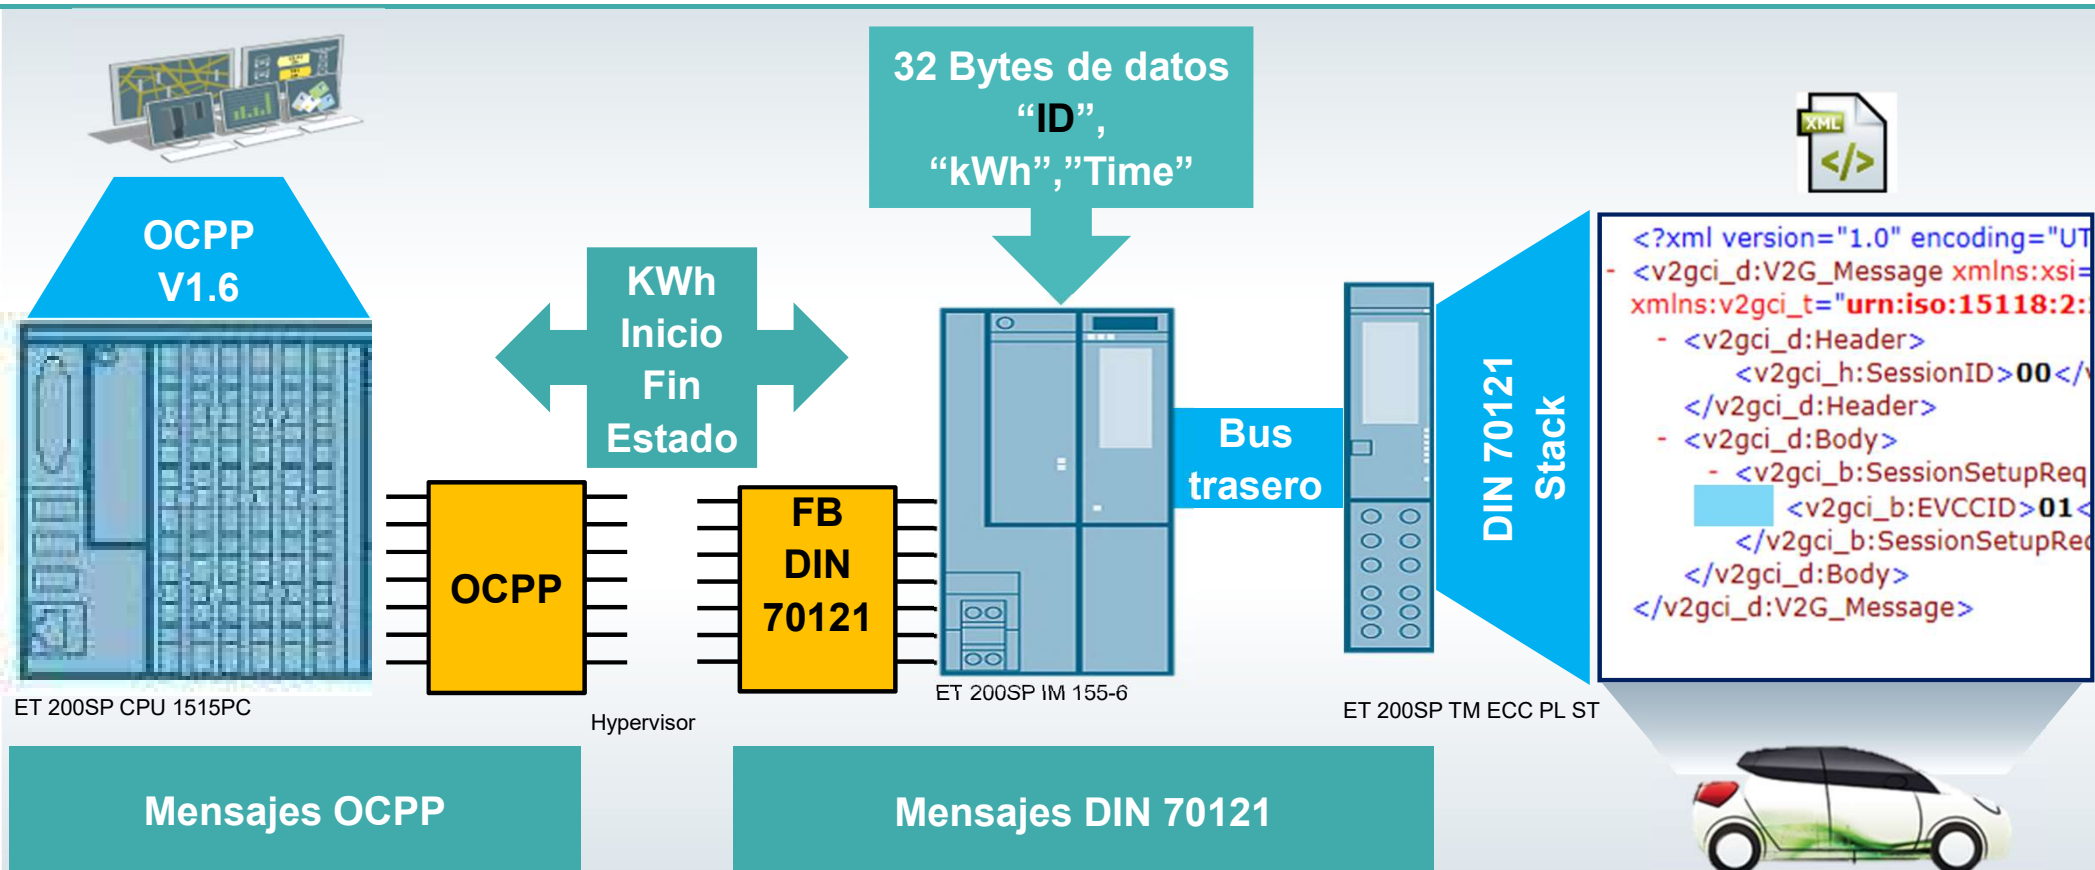 32 Bytes de datos
“ID”,
“kWh”,”Time”
OCPP
V1.6
KWh
Inicio
Fin
Estado
OCPP
FB
DIN
70121
Bus
trasero
DIN 70121
Stack
XML
</>
<?xml version="1.0" encoding="UT
- <v2gci_d:V2G_Message xmlns:xsi=
xmlns:v2gci_t="urn:iso:15118:2:
- <v2gci_d:Header>
<v2gci_h:SessionID>00</
</v2gci_d:Header>
- <v2gci_d:Body>
- <v2gci_b:SessionSetupReq
<v2gci_b:EVCCID>01<
</v2gci_b:SessionSetupReq
</v2gci_d:Body>
</v2gci_d:V2G_Message>
ET 200SP CPU 1515PC
Hypervisor
ET 200SP IM 155-6
ET 200SP TM ECC PL ST
Mensajes OCPP
Mensajes DIN 70121